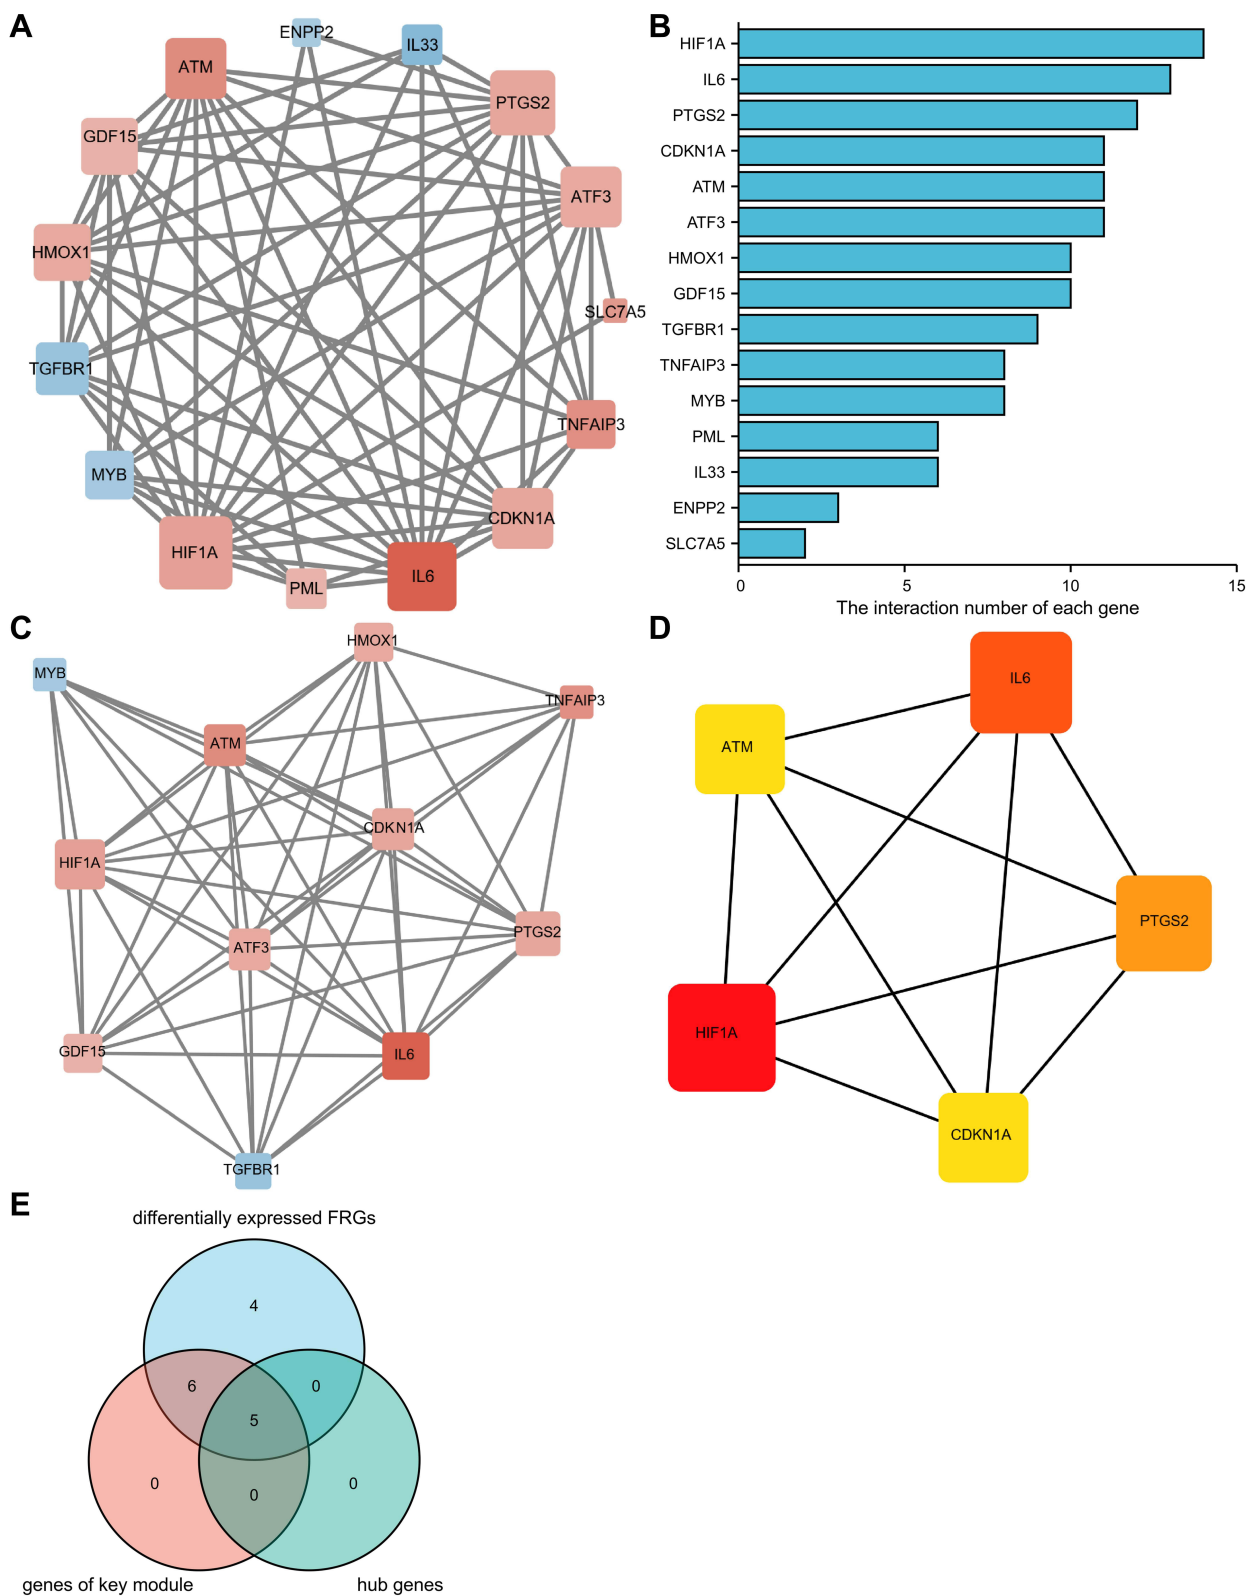 A
ENPP2
IL33
ATM
PTGS2
GDF15
ATF3
HMOX1
SLC7A5
TGFBR1
TNFAIP3
MYB
CDKN1A
HIF1A
PML
IL6
B
HIF1A
IL6
PTGS2
CDKN1A
ATM
ATF3
HMOX1
GDF15
TGFBR1
TNFAIP3
MYB
PML
IL33
ENPP2
SLC7A5
0 5 10 15
The interaction number of each gene
C
HMOX1
MYB
TNFAIP3
ATM
CDKN1A
HIF1A
PTGS2
ATF3
GDF15
IL6
TGFBR1
D
IL6
ATM
PTGS2
HIF1A
CDKN1A
E
differentially expressed FRGs
4
6
0
5
0
0
0
genes of key module
hub genes